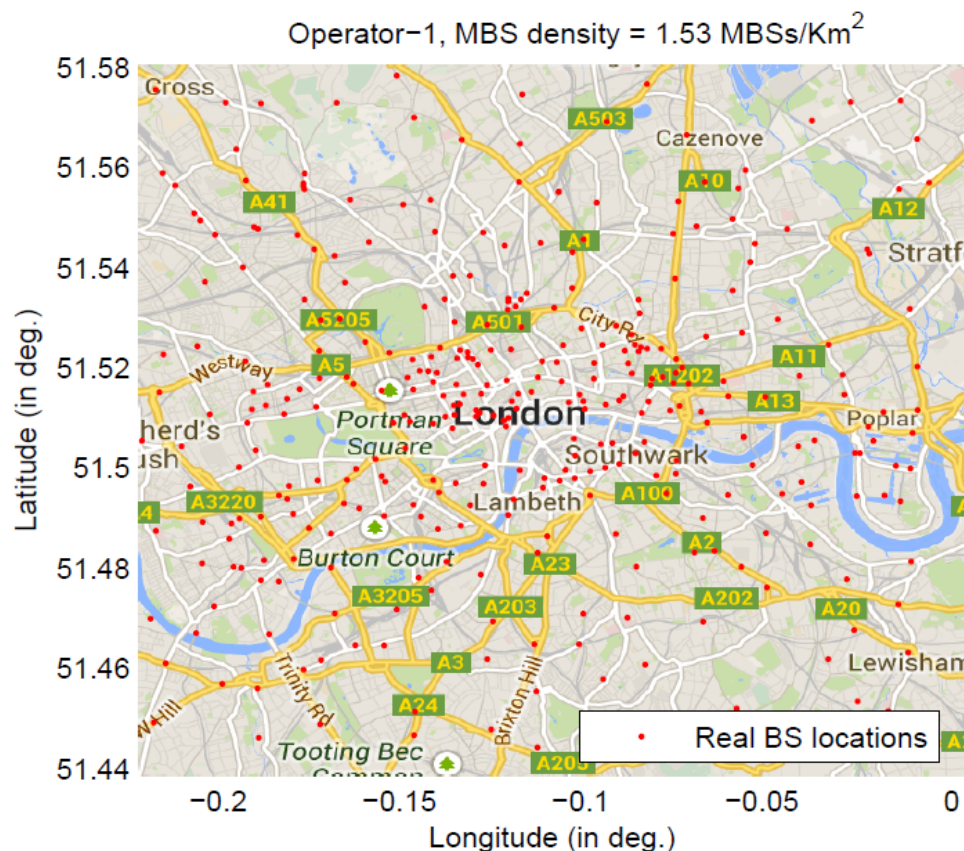 Operator−1, MBS density = 1.53 MBSs/Km²
51.58
51.56
51.54
51.52
51.5
51.48
51.46
51.44
Latitude (in deg.)
Cross
A503
Cazenove
A10
A41
A12
A1
Stratf
A5205
A501
City Rd
A5
A11
Westway
A1202
A13
Portman
Square
London
Poplar
herd's
ush
Southwark
A3220
Lambeth
A100
4
A
Burton Court
A23
A2
A3205
A203
A202
A20
A3
Lewisham
Trinity Rd
Brixton Hill
W Hill
A24
Real BS locations
Tooting Bec
Common
A205
−0.2
−0.15
−0.1
−0.05
0
Longitude (in deg.)